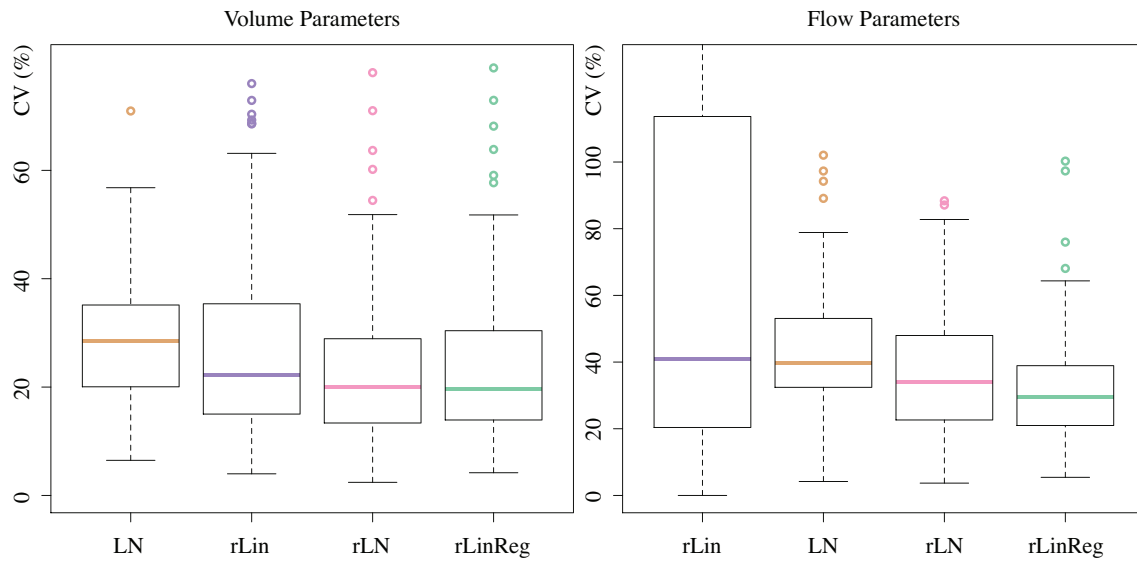 Volume Parameters
CV (%)
60
40
20
0
LN rLin rLN rLinReg
Flow Parameters
CV (%)
100
80
60
40
20
0
rLin LN rLN rLinReg